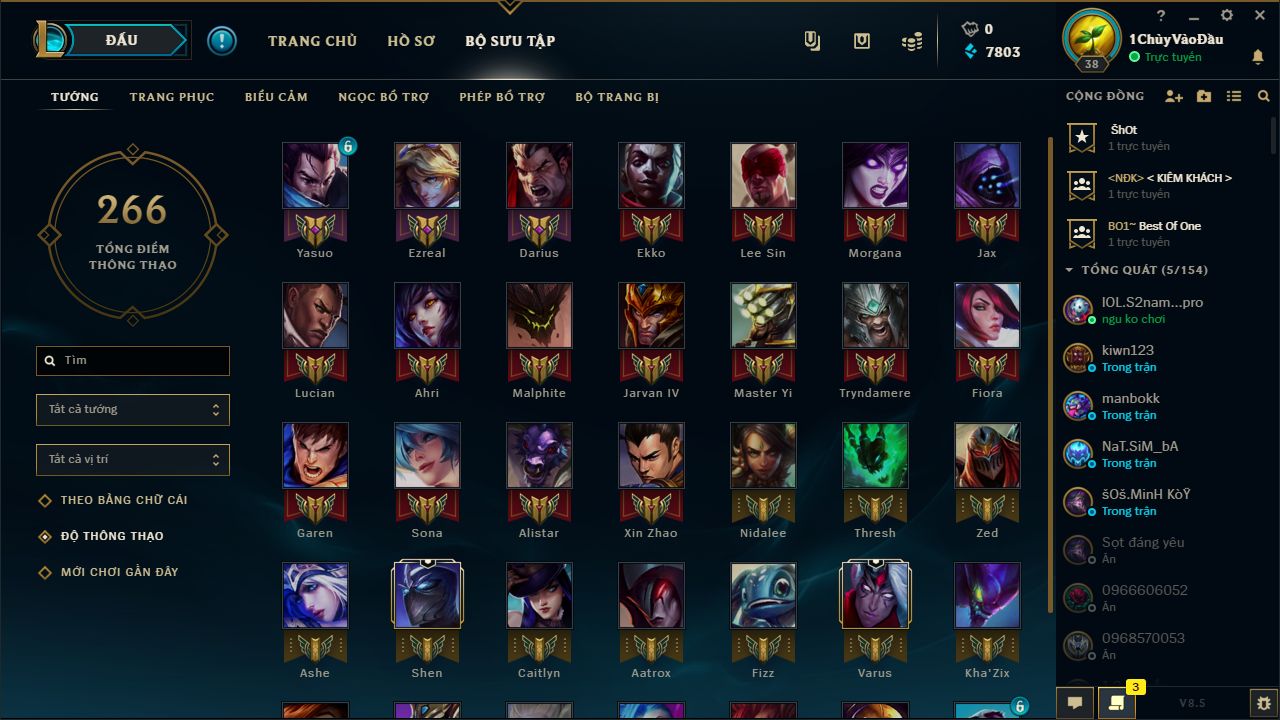 ĐẤU
TRANG CHỦ
HỒ SƠ
BỘ SƯU TẬP
0
7803
38
1ChùyVàoĐầu
Trực tuyến
TƯỚNG
TRANG PHỤC
BIỂU CẢM
NGỌC BỔ TRỢ
PHÉP BỔ TRỢ
BỘ TRANG BỊ
CỘNG ĐỒNG
266
TỔNG ĐIỂM
THÔNG THẠO
Tìm
Tất cả tướng
Tất cả vị trí
THEO BẢNG CHỮ CÁI
ĐỘ THÔNG THẠO
MỚI CHƠI GẦN ĐÂY
6
Yasuo
Ezreal
Darius
Ekko
Lee Sin
Morgana
Jax
Lucian
Ahri
Malphite
Jarvan IV
Master Yi
Tryndamere
Fiora
Garen
Sona
Alistar
Xin Zhao
Nidalee
Thresh
Zed
Ashe
Shen
Caitlyn
Aatrox
Fizz
Varus
Kha'Zix
6
ŠhOt
1 trực tuyến
<NĐK> < KIẾM KHÁCH >
1 trực tuyến
BO1~ Best Of One
1 trực tuyến
TỔNG QUÁT (5/154)
lOL.S2nam...pro
ngu ko chơi
kiwn123
Trong trận
manbokk
Trong trận
NaT.SiM_bA
Trong trận
šOš.MinH KòŸ
Trong trận
Sọt đáng yêu
Ẩn
0966606052
Ẩn
0968570053
Ẩn
3
V8.5